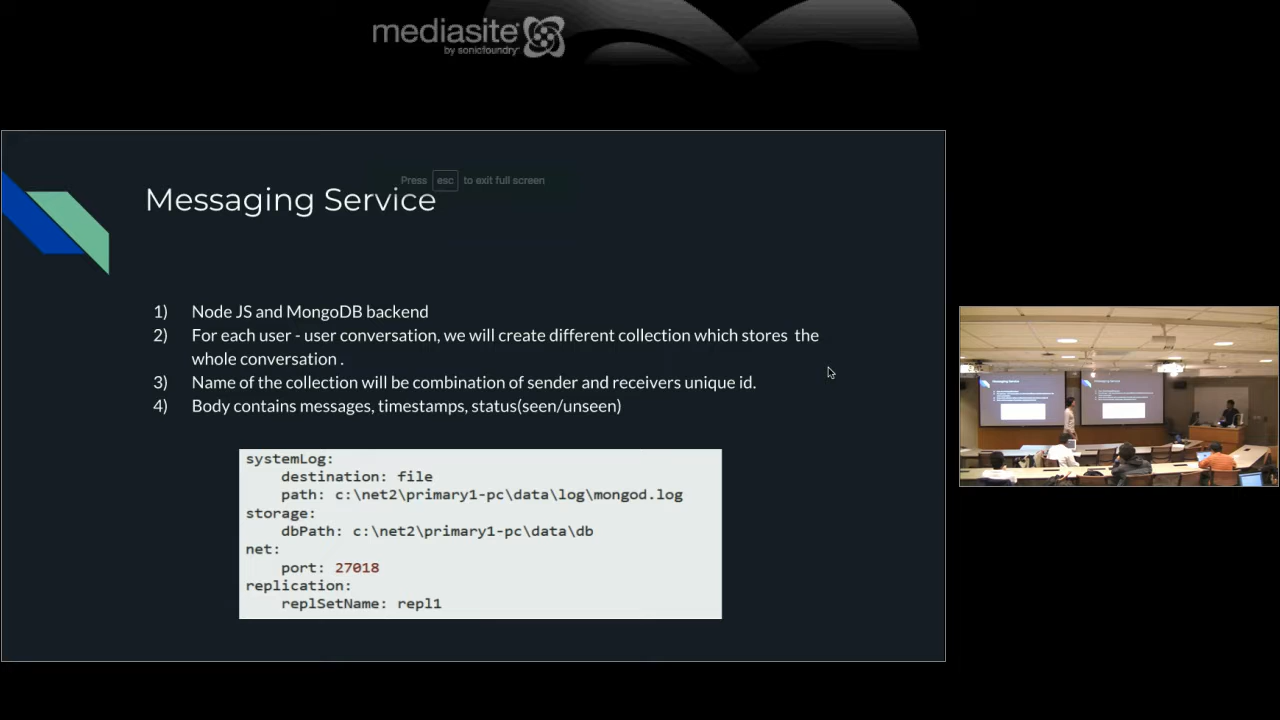 mediasite
by sonicfoundry
Press esc to exit full screen
Messaging Service
1) Node JS and MongoDB backend
2) For each user - user conversation, we will create different collection which stores the
whole conversation .
3) Name of the collection will be combination of sender and receivers unique id.
4) Body contains messages, timestamps, status(seen/unseen)
systemLog:
destination: file
path: c:\net2\primary1-pc\data\log\mongod.log
storage:
dbPath: c:\net2\primary1-pc\data\db
net:
port: 27018
replication:
replSetName: repl1
Messaging Service
Messaging Service